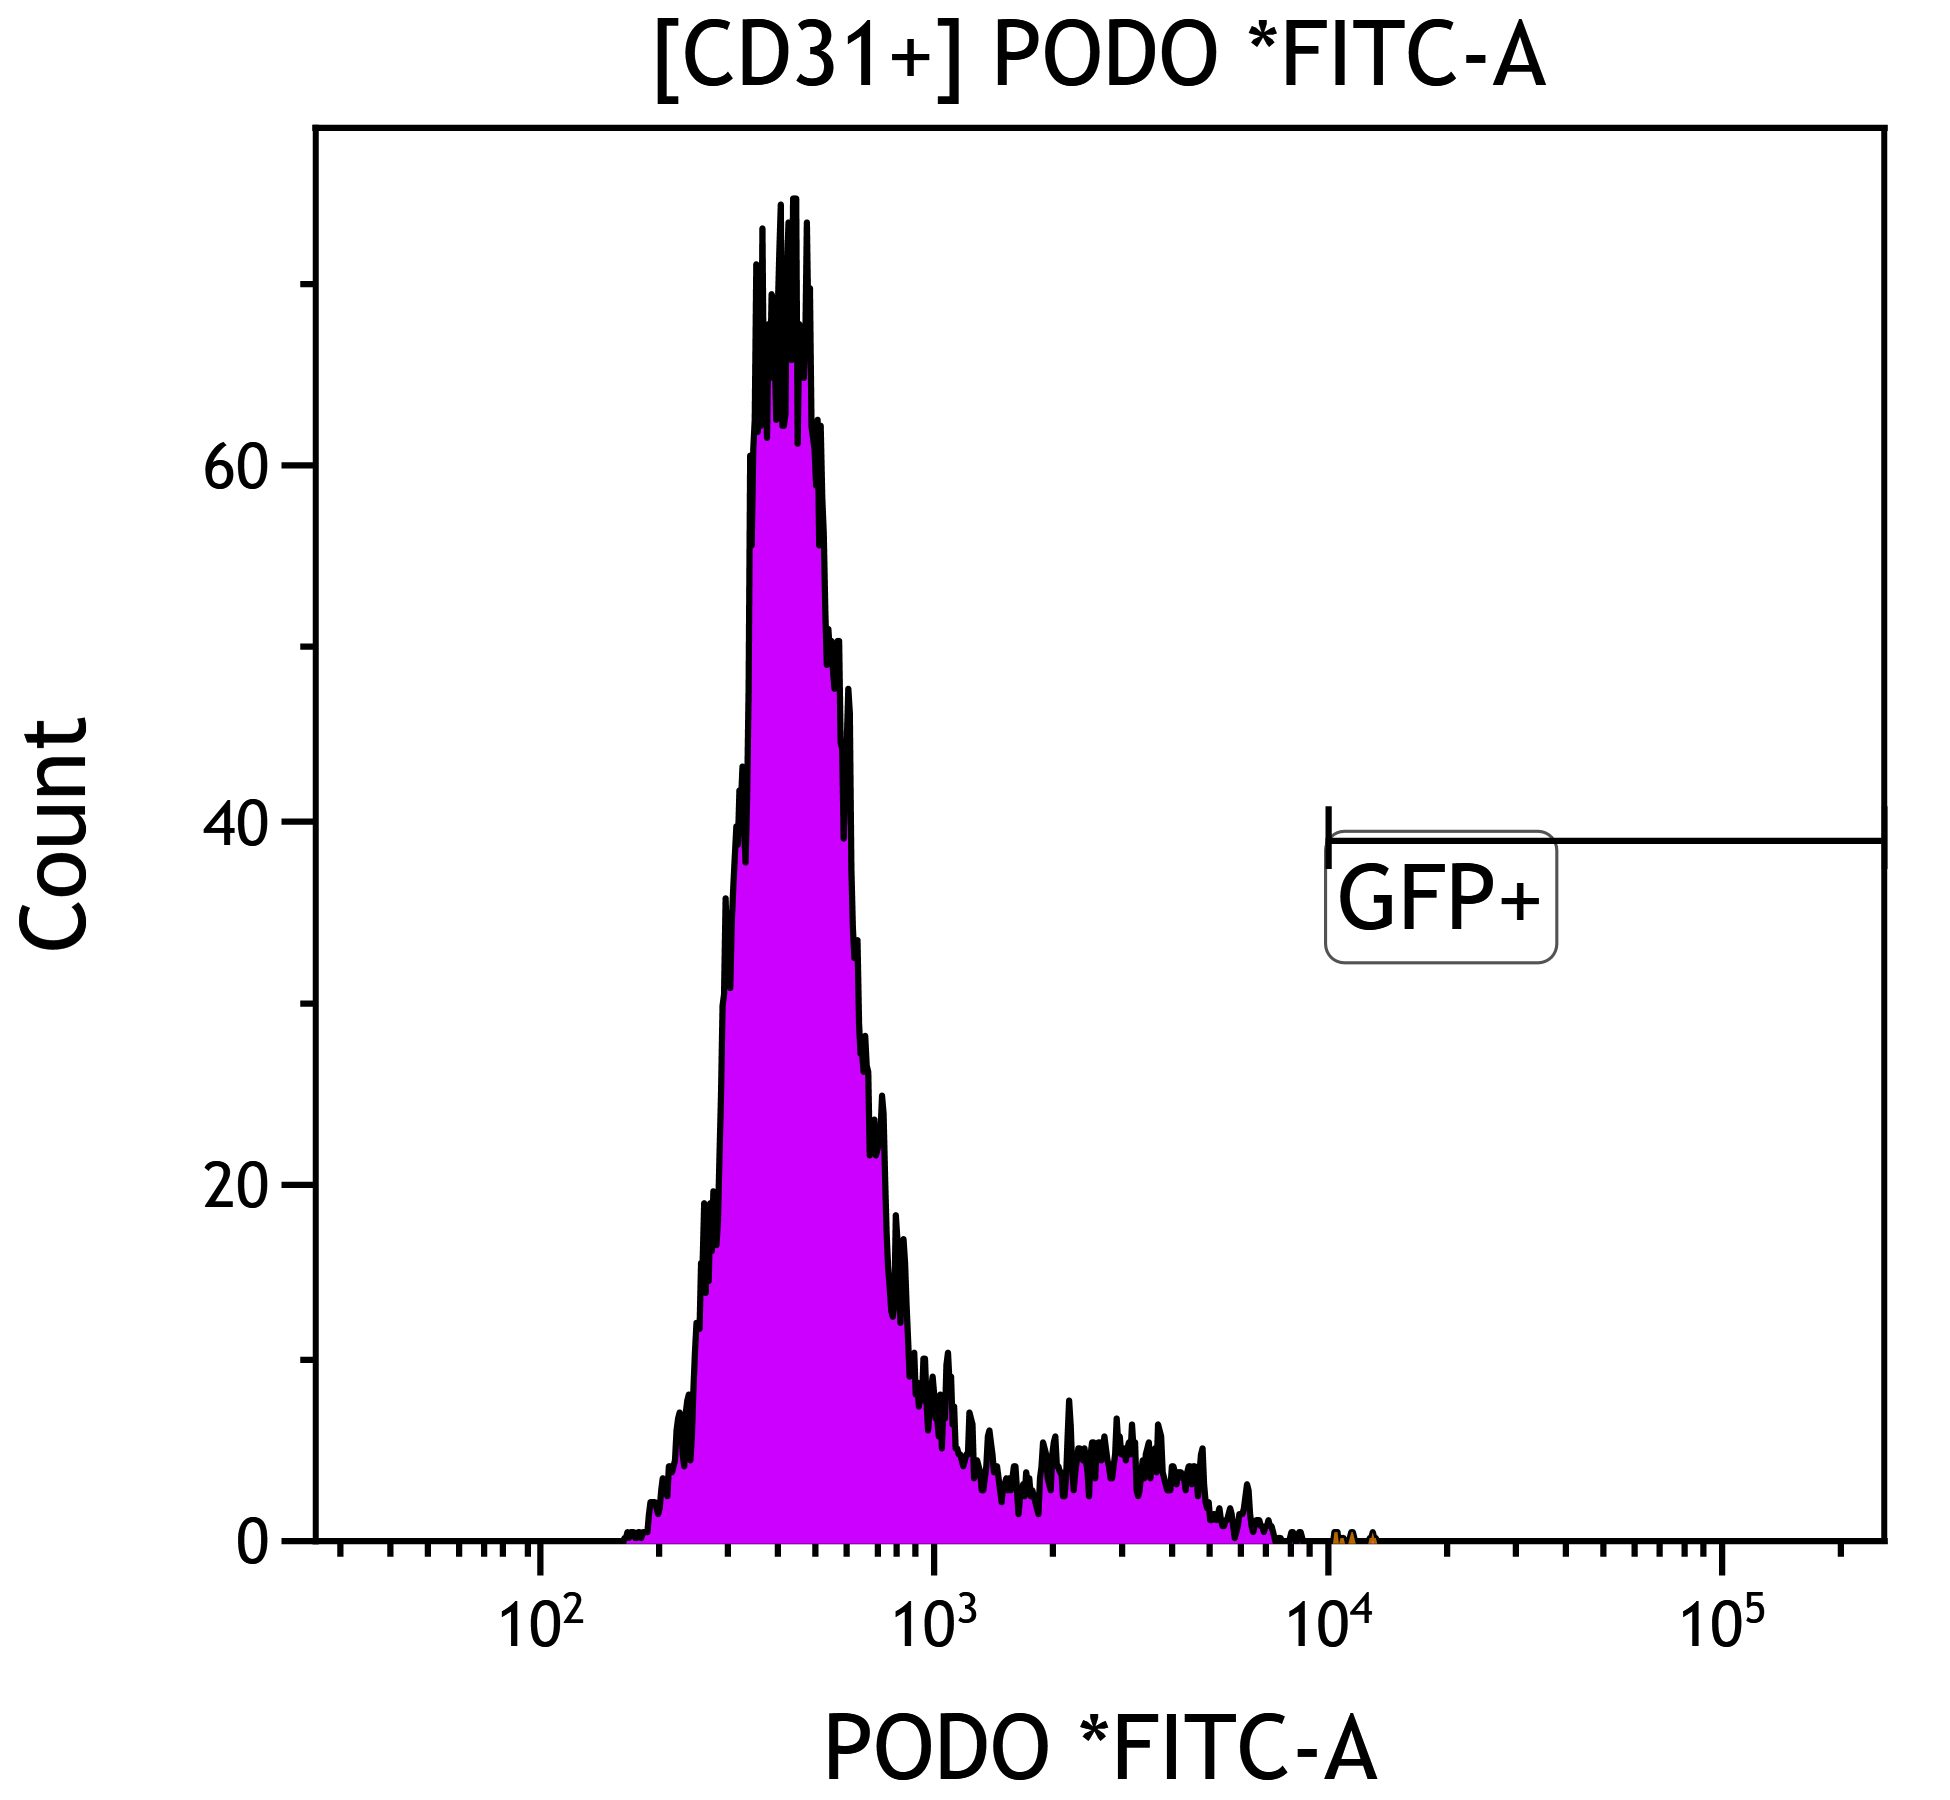 [CD31+] PODO *FITC-A
Count
60
40
20
0
GFP+
10²
10³
10⁴
10⁵
PODO *FITC-A